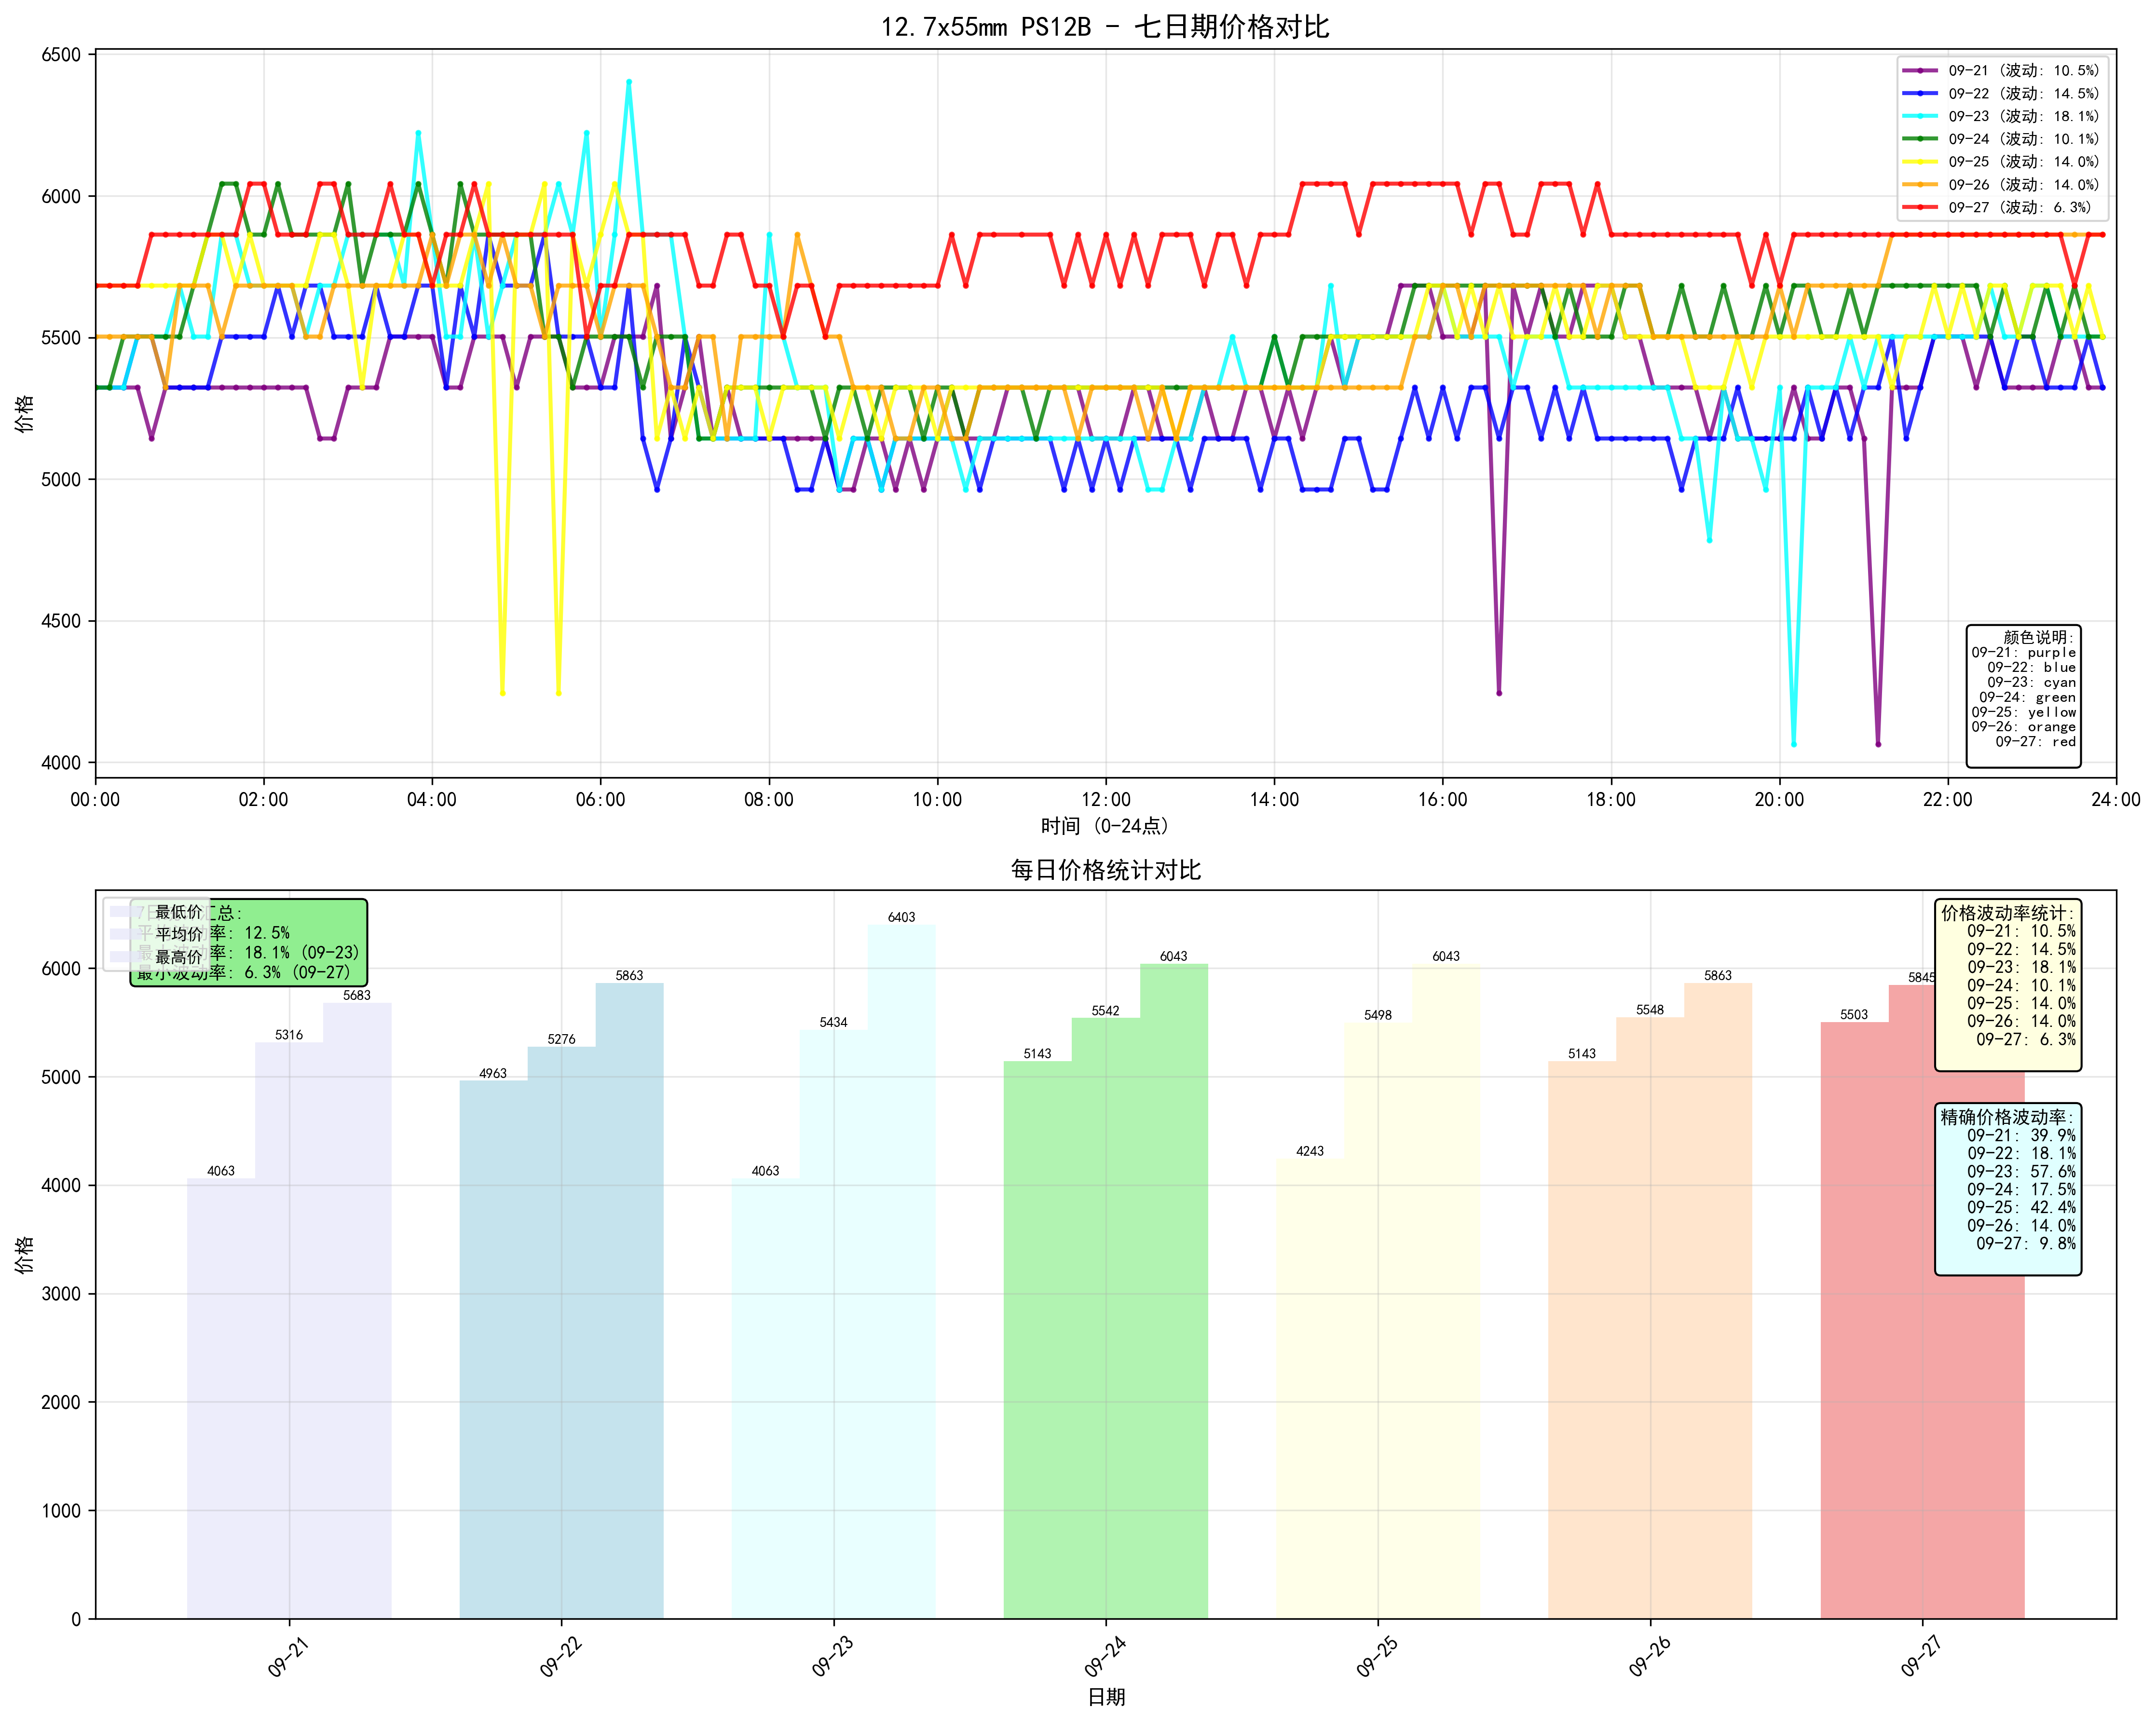 12.7x55mm PS12B - 七日期价格对比
价格
6500
6000
5500
5000
4500
4000
00:00 02:00 04:00 06:00 08:00 10:00 12:00 14:00 16:00 18:00 20:00 22:00 24:00
时间 (0-24点)
09-21 (波动: 10.5%)
09-22 (波动: 14.5%)
09-23 (波动: 18.1%)
09-24 (波动: 10.1%)
09-25 (波动: 14.0%)
09-26 (波动: 14.0%)
09-27 (波动: 6.3%)
颜色说明:
09-21: purple
09-22: blue
09-23: cyan
09-24: green
09-25: yellow
09-26: orange
09-27: red
每日价格统计对比
价格
6000
5000
4000
3000
2000
1000
0
最低价
平均价
最高价
汇总:
率: 12.5%
18.1% (09-23)
最小波动率: 6.3% (09-27)
4063 5316 5683
4963 5276 5863
4063 5434 6403
5143 5542 6043
4243 5498 6043
5143 5548 5863
5503 5845
价格波动率统计:
09-21: 10.5%
09-22: 14.5%
09-23: 18.1%
09-24: 10.1%
09-25: 14.0%
09-26: 14.0%
09-27: 6.3%
精确价格波动率:
09-21: 39.9%
09-22: 18.1%
09-23: 57.6%
09-24: 17.5%
09-25: 42.4%
09-26: 14.0%
09-27: 9.8%
09-21 09-22 09-23 09-24 09-25 09-26 09-27
日期